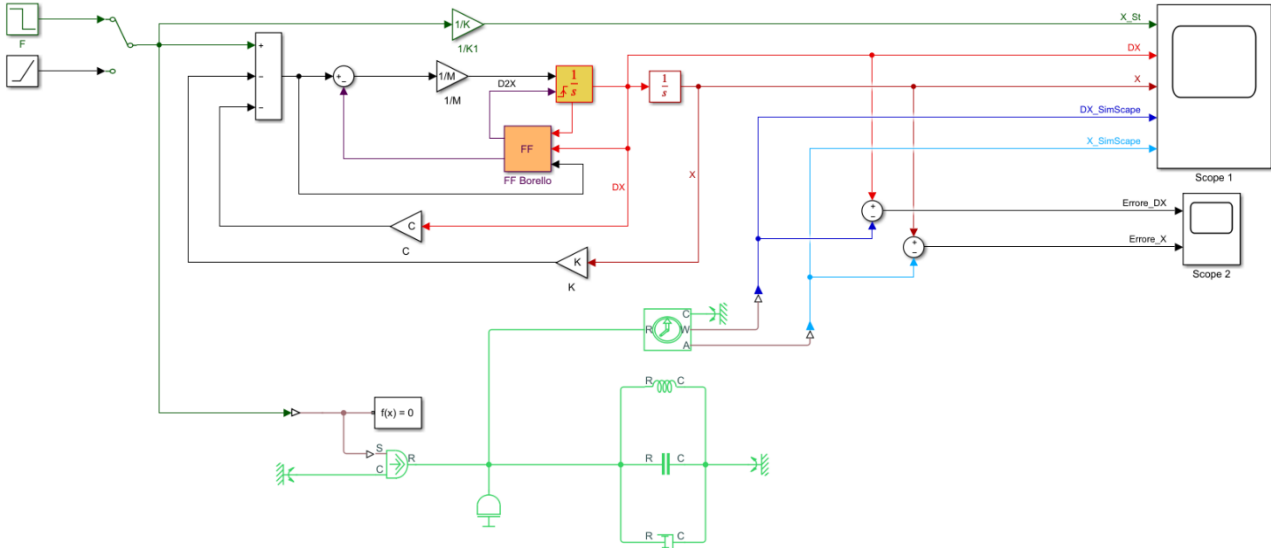 F
1/K
1/K1
X_St
DX
X
DX_SimScape
X_SimScape
Scope 1
+
−
−
+
−
1/M
1/M
D2X
1
s
1
s
FF
FF Borello
DX
X
C
C
K
K
+
−
+
−
Errore_DX
Errore_X
Scope 2
R
C
W
A
f(x) = 0
S
C
R
R
C
R
C
R
C